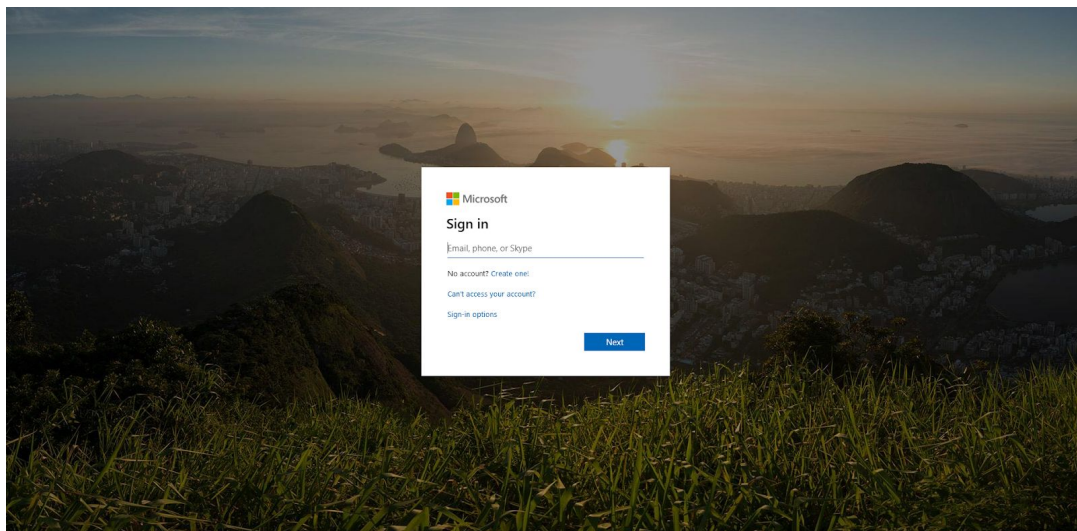 Microsoft
Sign in
Email, phone, or Skype
No account? Create one!
Can't access your account?
Sign-in options
Next